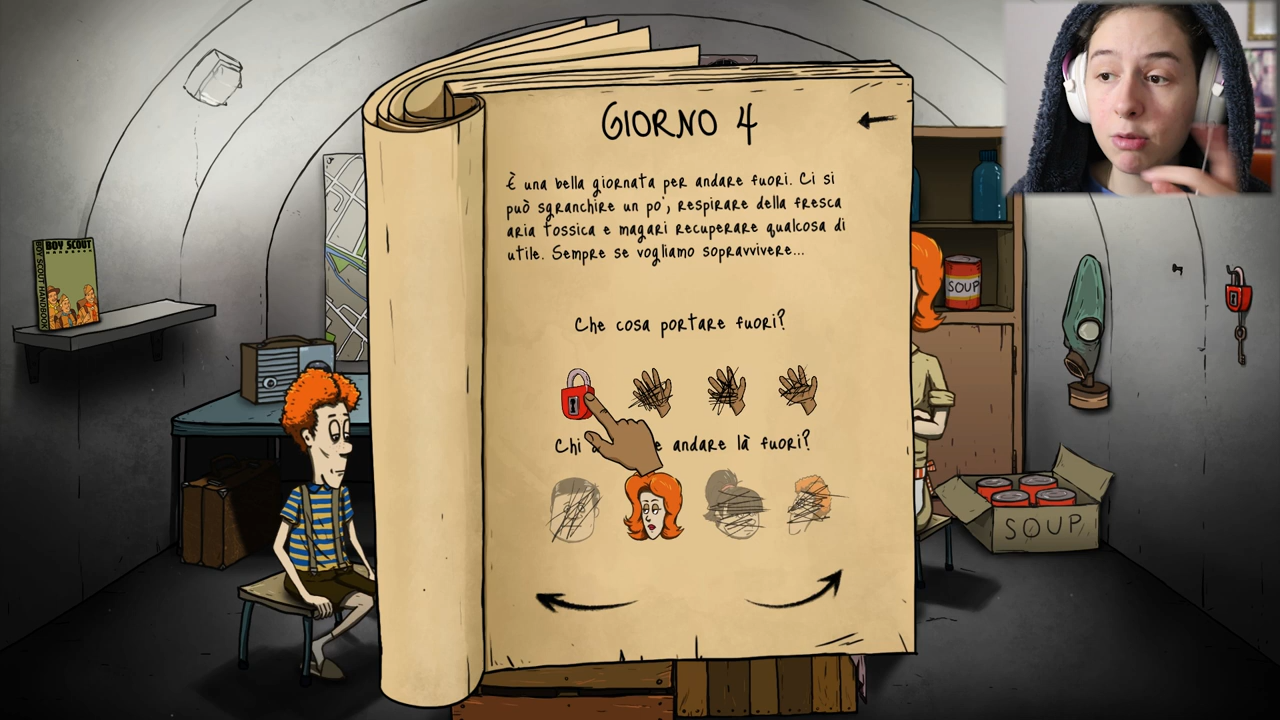 GIORNO 4
È una bella giornata per andare fuori. Ci si
può sgranchire un po', respirare della fresca
aria tossica e magari recuperare qualcosa di
utile. Sempre se vogliamo sopravvivere...
Che cosa portare fuori?
Chi
andare là fuori?
BOY SCOUT
BOY SCOUT HANDBOOK
SOUP
SOUP